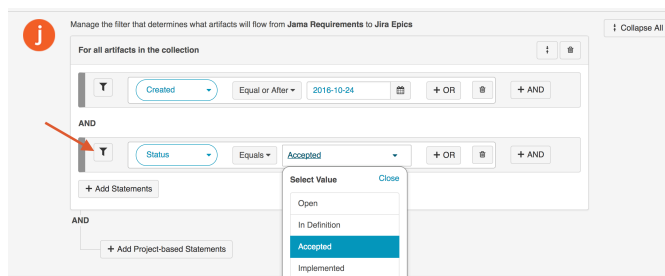 j
Manage the filter that determines what artifacts will flow from Jama Requirements to Jira Epics
Collapse All
For all artifacts in the collection
Created Equal or After 2016-10-24 + OR + AND
AND
Status Equals Accepted + OR + AND
+ Add Statements
Select Value Close
Open
In Definition
Accepted
Implemented
AND
+ Add Project-based Statements